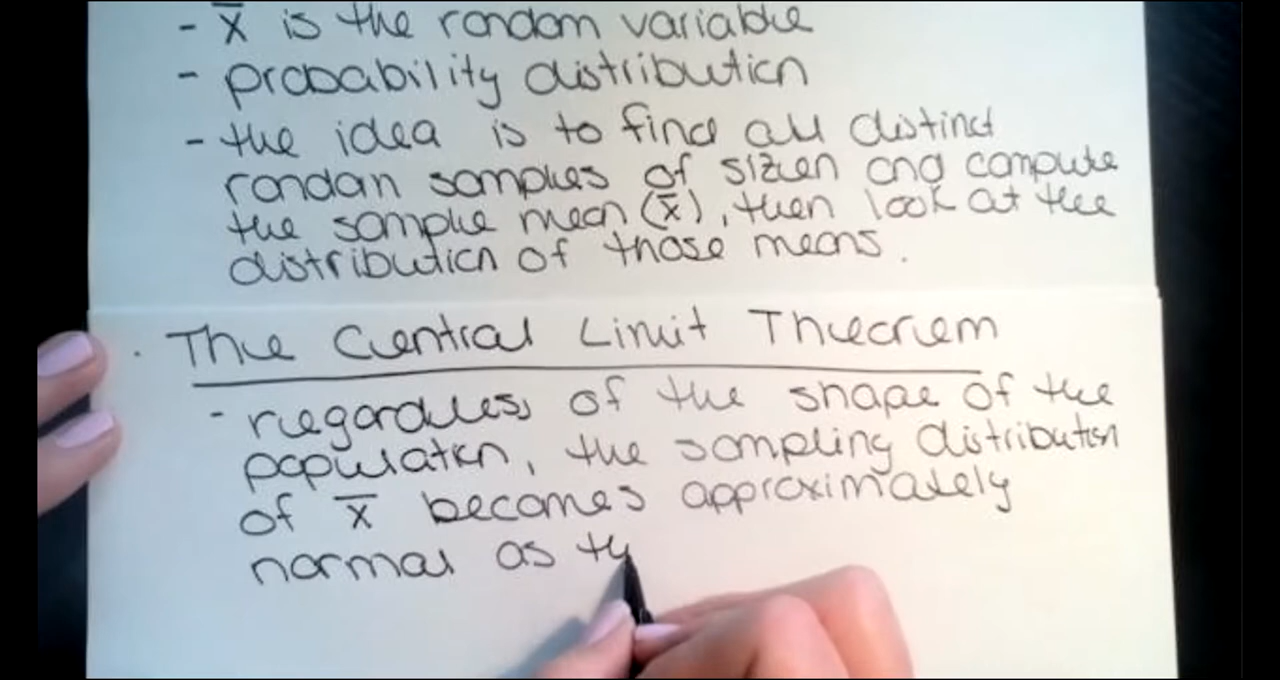 - x̄ is the random variable
- probability distribution
- the idea is to find all distinct
random samples of size n and compute
the sample mean (x̄), then look at the
distribution of those means.
· The Central Limit Theorem
- regardless of the shape of the
population, the sampling distribution
of x̄ becomes approximately
normal as th